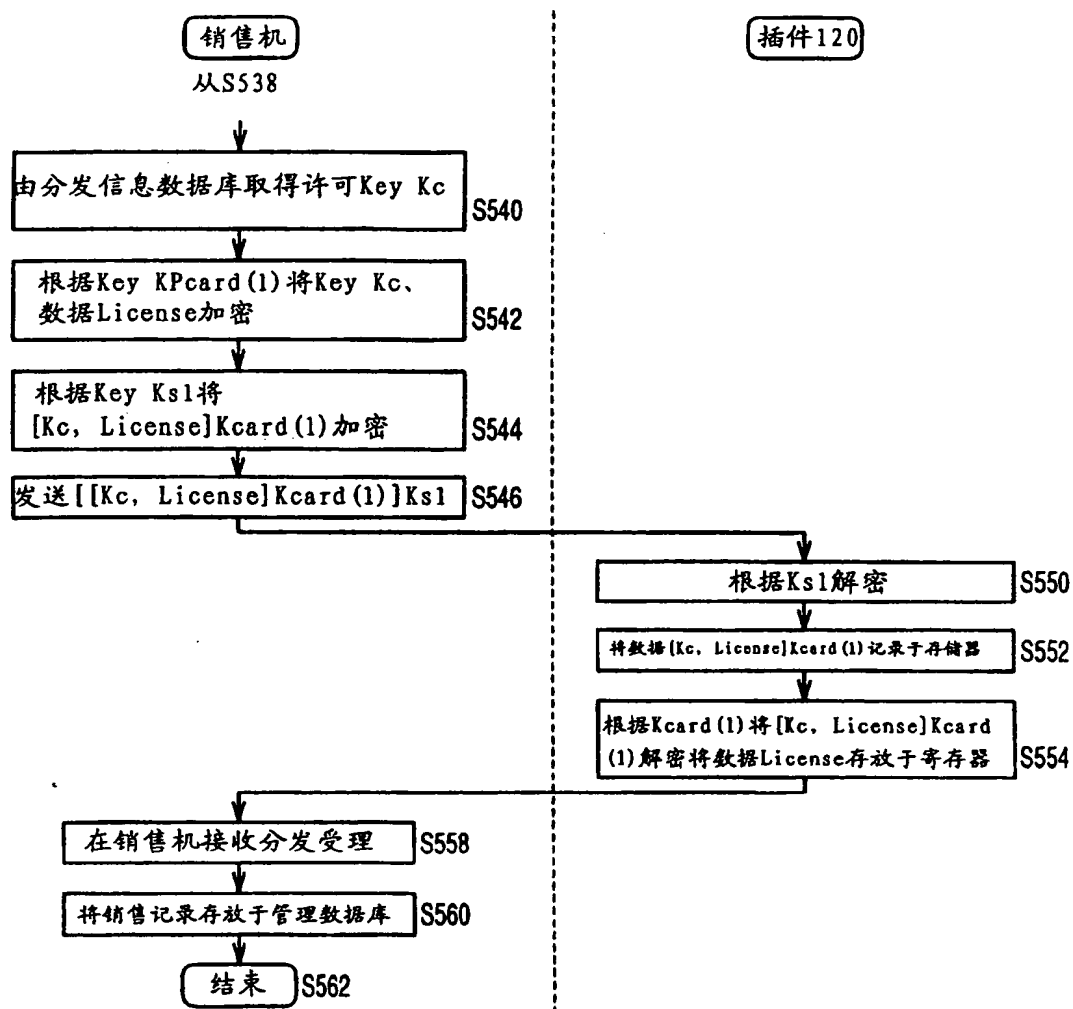 销售机
插件120
从S538
由分发信息数据库取得许可Key Kc
S540
根据Key KPcard(1)将Key Kc、
数据License加密
S542
根据Key Ks1将
[Kc, License]Kcard(1)加密
S544
发送[[Kc, License]Kcard(1)]Ks1
S546
根据Ks1解密
S550
将数据[Kc, License]Kcard(1)记录于存储器
S552
根据Kcard(1)将[Kc, License]Kcard
(1)解密将数据License存放于寄存器
S554
在销售机接收分发受理
S558
将销售记录存放于管理数据库
S560
结束
S562